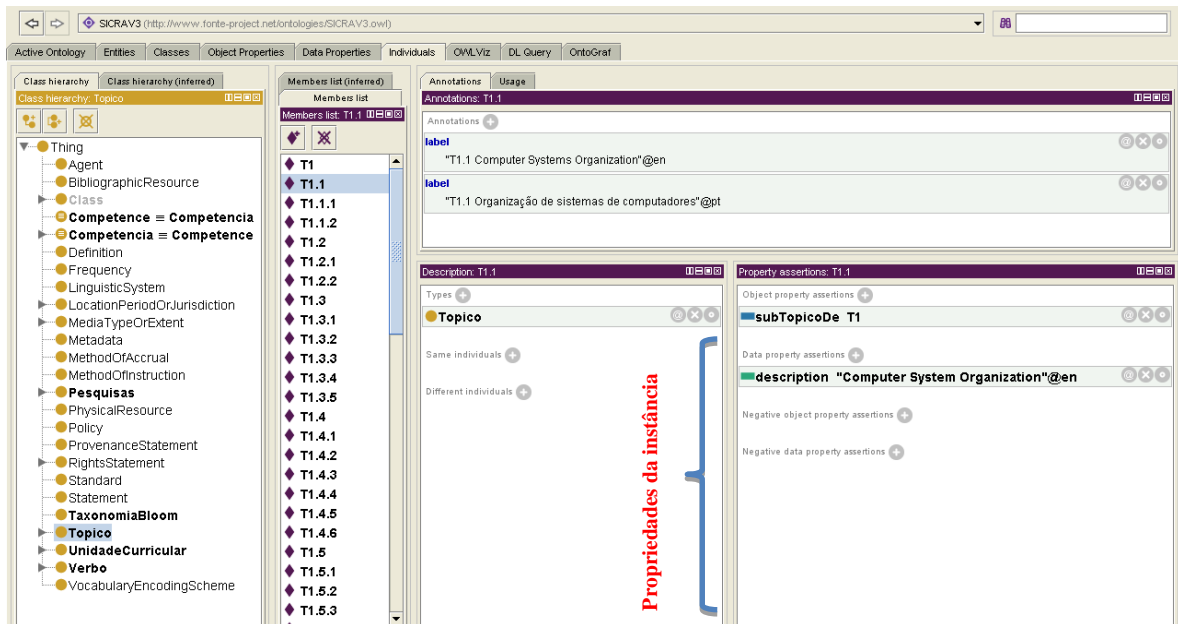 SICRAV3 (http://www.fonte-project.net/ontologies/SICRAV3.owl)
Active Ontology Entities Classes Object Properties Data Properties Individuals OWLViz DL Query OntoGraf
Class hierarchy Class hierarchy (inferred)
Class hierarchy: Topico
Thing
Agent
BibliographicResource
Class
Competence ≡ Competencia
Competencia ≡ Competence
Definition
Frequency
LinguisticSystem
LocationPeriodOrJurisdiction
MediaTypeOrExtent
Metadata
MethodOfAccrual
MethodOfInstruction
Pesquisas
PhysicalResource
Policy
ProvenanceStatement
RightsStatement
Standard
Statement
TaxonomiaBloom
Topico
UnidadeCurricular
Verbo
VocabularyEncodingScheme
Members list (inferred)
Members list
Members list: T1.1
T1
T1.1
T1.1.1
T1.1.2
T1.2
T1.2.1
T1.2.2
T1.3
T1.3.1
T1.3.2
T1.3.3
T1.3.4
T1.3.5
T1.4
T1.4.1
T1.4.2
T1.4.3
T1.4.4
T1.4.5
T1.4.6
T1.5
T1.5.1
T1.5.2
T1.5.3
Annotations Usage
Annotations: T1.1
Annotations
label
"T1.1 Computer Systems Organization"@en
label
"T1.1 Organização de sistemas de computadores"@pt
Description: T1.1
Types
Topico
Same individuals
Different individuals
Propriedades da instância
Property assertions: T1.1
Object property assertions
subTopicoDe T1
Data property assertions
description "Computer System Organization"@en
Negative object property assertions
Negative data property assertions